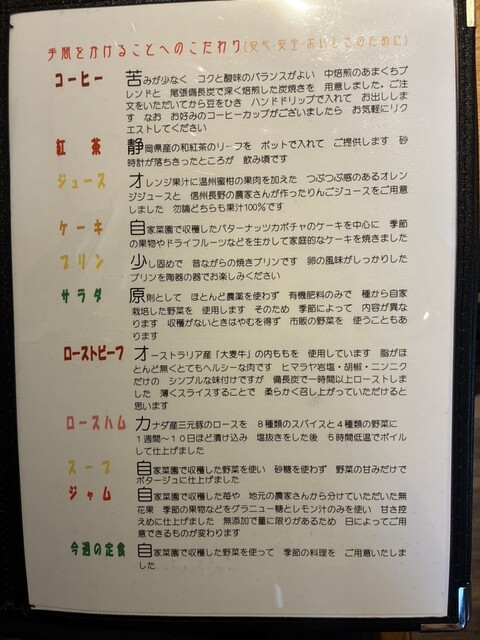 手間をかけることへのこだわり(安心・安全・おいしさのために)
コーヒー 苦みが少なく コクと酸味のバランスがよい 中焙煎のあまくちブ
レンドと 尾張備長炭で深く焙煎した炭焼きを 用意しました。ご注
文をいただいてから豆をひき ハンドドリップで入れて お出ししま
す なお お好みのコーヒーカップがございましたら お気軽にリク
エストしてください
紅茶 静岡県産の和紅茶のリーフを ポットで入れて ご提供します 砂
時計が落ちきったところが 飲み頃です
ジュース オレンジ果汁に温州蜜柑の果肉を加えた つぶつぶ感のあるオレン
ジジュースと 信州長野の農家さんが作ったりんごジュースをご用意
しました 勿論どちらも果汁100%です
ケーキ 自家菜園で収穫したバターナッツカボチャのケーキを中心に 季節
の果物やドライフルーツなどを生かして家庭的なケーキを焼きました
プリン 少し固めで 昔ながらの焼きプリンです 卵の風味がしっかりした
プリンを陶器の器でお楽しみください
サラダ 原則として ほとんど農薬を使わず 有機肥料のみで 種から自家
栽培した野菜を 使用します そのため 季節によって 内容が異な
ります 収穫がないときはやむを得ず 市販の野菜を 使うこともあ
ります
ローストビーフ オーストラリア産「大麦牛」の内ももを 使用しています 脂がほ
とんど無くとてもヘルシーな肉です ヒマラヤ岩塩・胡椒・ニンニク
だけの シンプルな味付けですが 備長炭で一時間以上ローストしま
した 薄くスライスすることで 柔らかく召し上がっていただけると
思います
ロースハム カナダ産三元豚のロースを 8種類のスパイスと4種類の野菜に
1週間～10日ほど漬け込み 塩抜きをした後 5時間低温でボイル
して仕上げました
スープ 自家菜園で収穫した野菜を使い 砂糖を使わず 野菜の甘みだけで
ポタージュに仕上げました
ジャム 自家菜園で収穫した苺や 地元の農家さんから分けていただいた無
花果 季節の果物などをグラニュー糖とレモン汁のみを使い 甘さ控
えめに仕上げました 無添加で量に限りがあるため 日によってご用
意できるものが変わります
今週の定食 自家菜園で収穫した野菜を使って 季節の料理を ご用意いたしま
した